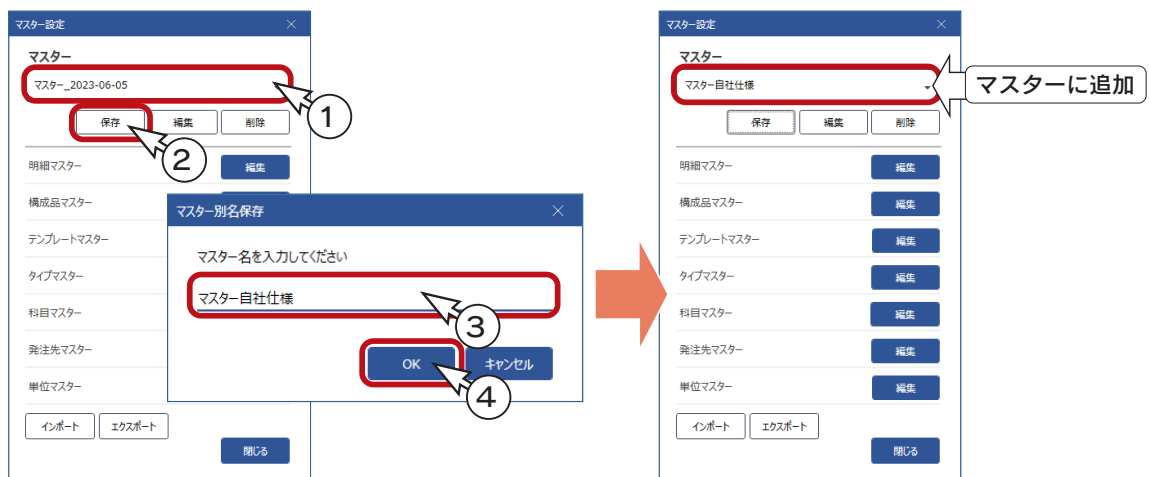 マスター設定
マスター
マスター_2023-06-05
1
保存 編集 削除
2
明細マスター 編集
構成品マスター
テンプレートマスター
タイプマスター
科目マスター
発注先マスター
単位マスター
インポート エクスポート
閉じる
マスター別名保存
マスター名を入力してください
マスター自社仕様
3
OK キャンセル
4
マスター設定
マスター
マスター自社仕様
マスターに追加
保存 編集 削除
明細マスター 編集
構成品マスター 編集
テンプレートマスター 編集
タイプマスター 編集
科目マスター 編集
発注先マスター 編集
単位マスター 編集
インポート エクスポート
閉じる